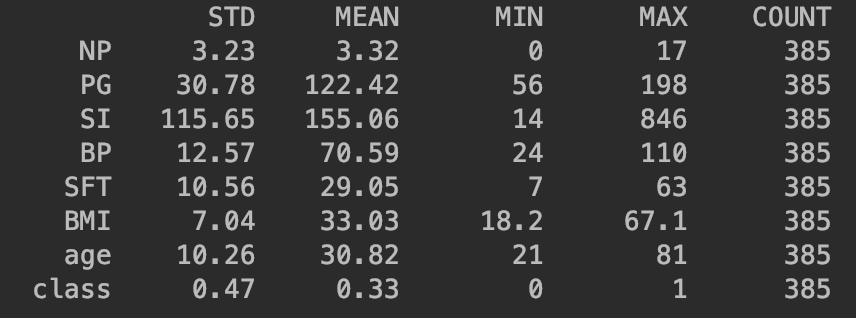 STD MEAN MIN MAX COUNT
NP 3.23 3.32 0 17 385
PG 30.78 122.42 56 198 385
SI 115.65 155.06 14 846 385
BP 12.57 70.59 24 110 385
SFT 10.56 29.05 7 63 385
BMI 7.04 33.03 18.2 67.1 385
age 10.26 30.82 21 81 385
class 0.47 0.33 0 1 385